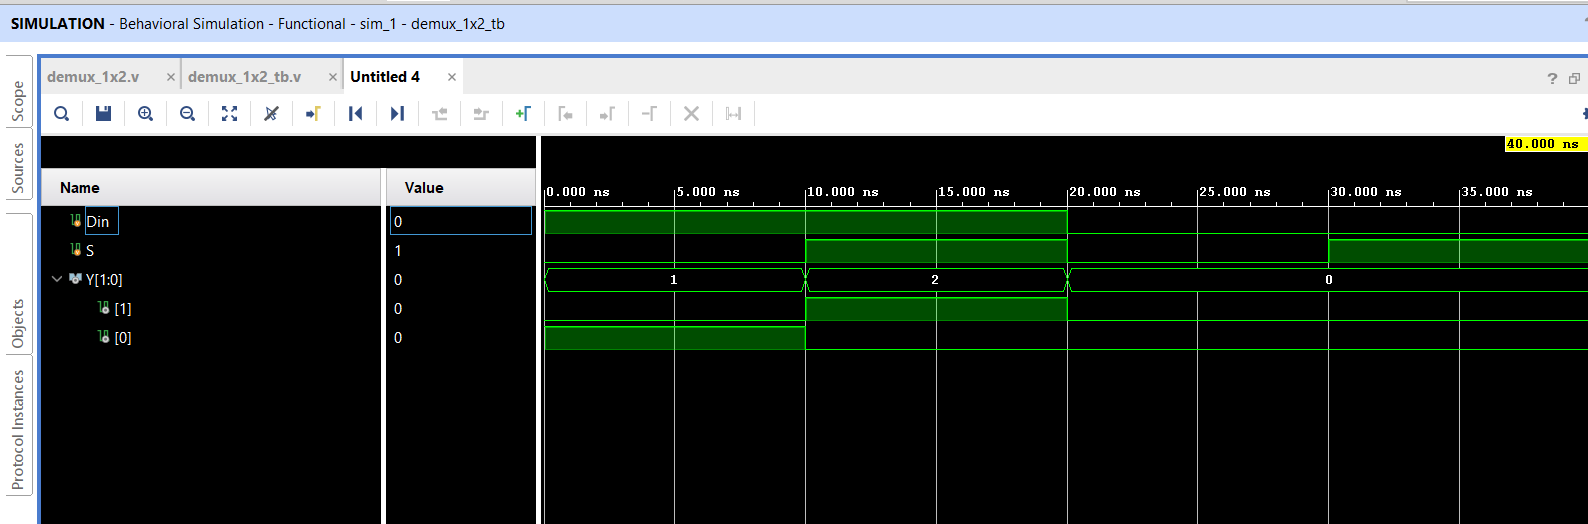 SIMULATION - Behavioral Simulation - Functional - sim_1 - demux_1x2_tb
Scope
Sources
Objects
Protocol Instances
demux_1x2.v × demux_1x2_tb.v × Untitled 4 ×
?
40.000 ns
Name Value
0.000 ns 5.000 ns 10.000 ns 15.000 ns 20.000 ns 25.000 ns 30.000 ns 35.000 ns
Din 0
S 1
Y[1:0] 0 1 2 0
[1] 0
[0] 0